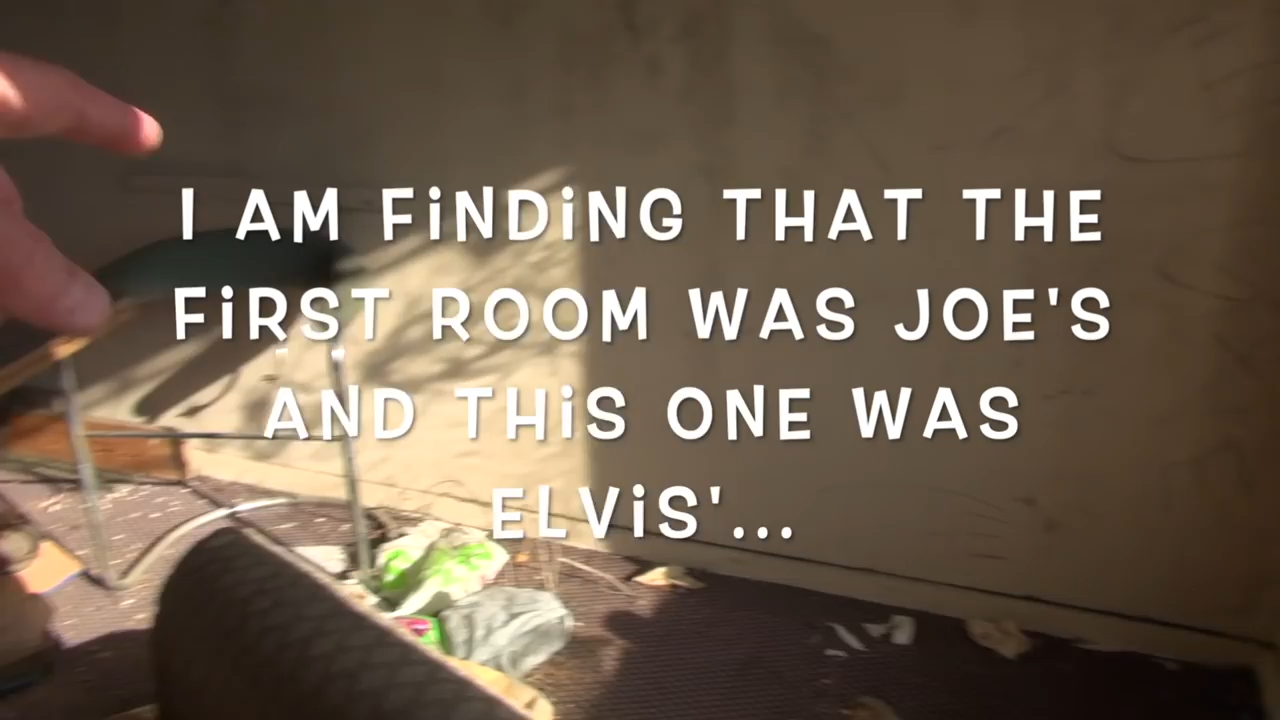 I AM FiNDiNG THAT THE
FiRST ROOM WAS JOE'S
AND THiS ONE WAS
ELViS'...